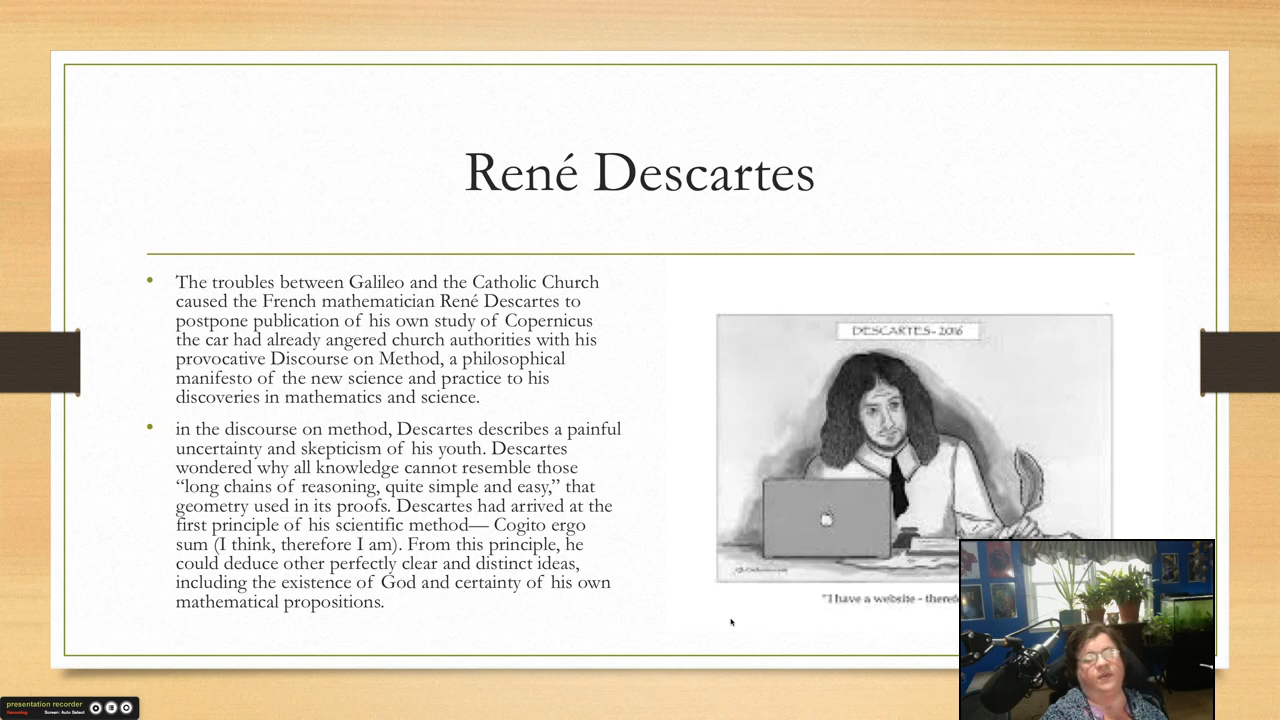 René Descartes
• The troubles between Galileo and the Catholic Church
caused the French mathematician René Descartes to
postpone publication of his own study of Copernicus
the car had already angered church authorities with his
provocative Discourse on Method, a philosophical
manifesto of the new science and practice to his
discoveries in mathematics and science.
• in the discourse on method, Descartes describes a painful
uncertainty and skepticism of his youth. Descartes
wondered why all knowledge cannot resemble those
“long chains of reasoning, quite simple and easy,” that
geometry used in its proofs. Descartes had arrived at the
first principle of his scientific method— Cogito ergo
sum (I think, therefore I am). From this principle, he
could deduce other perfectly clear and distinct ideas,
including the existence of God and certainty of his own
mathematical propositions.
DESCARTES - 2016
"I have a website -
presentation recorder
Recording
Screen: Auto Select